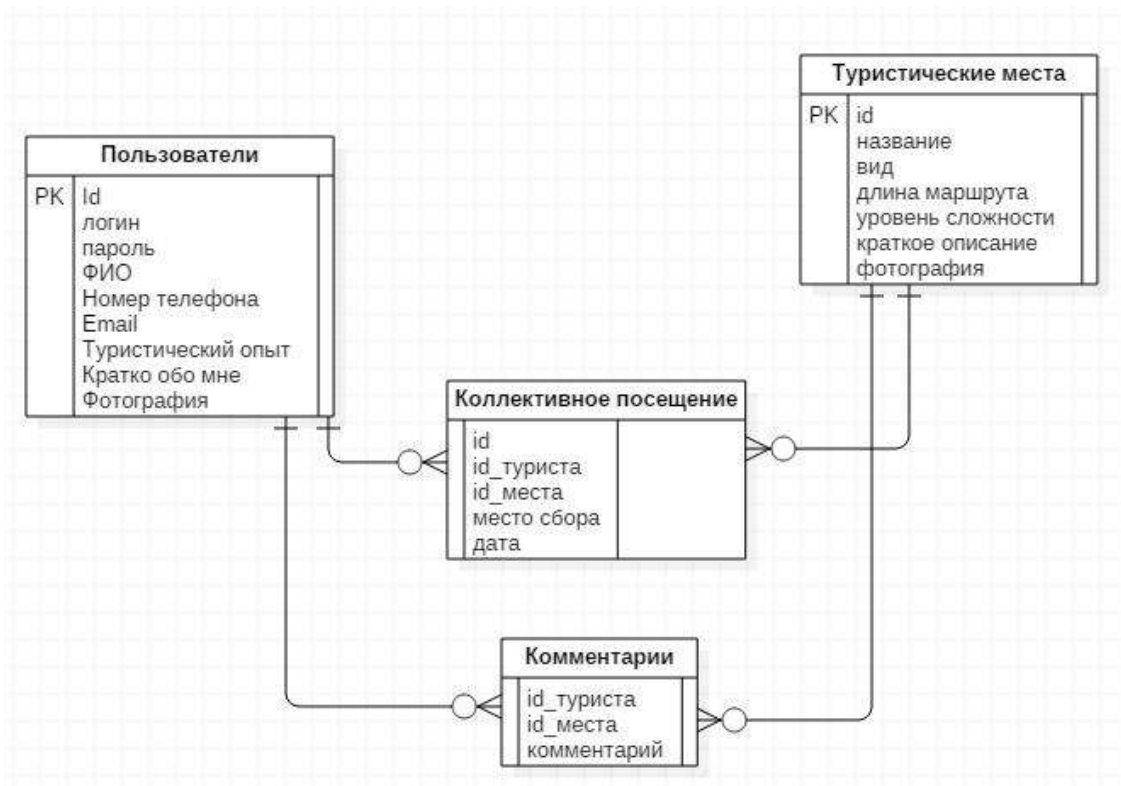 Туристические места
PK id
название
вид
длина маршрута
уровень сложности
краткое описание
фотография
Пользователи
PK Id
логин
пароль
ФИО
Номер телефона
Email
Туристический опыт
Кратко обо мне
Фотография
Коллективное посещение
id
id_туриста
id_места
место сбора
дата
Комментарии
id_туриста
id_места
комментарий